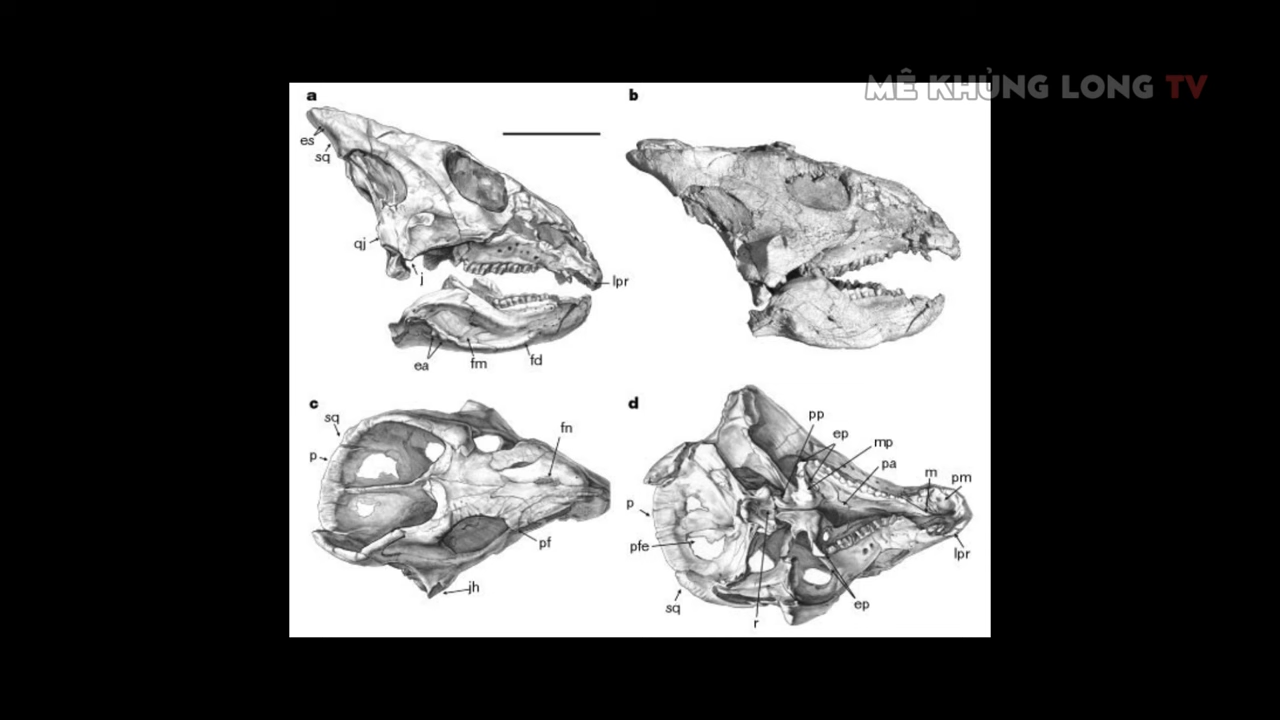 MÊ KHỦNG LONG TV
a
b
es
sq
qj
j
lpr
ea
fm
fd
c
d
sq
p
fn
pf
jh
pp
ep
mp
pa
m
pm
p
pfe
lpr
sq
ep
r